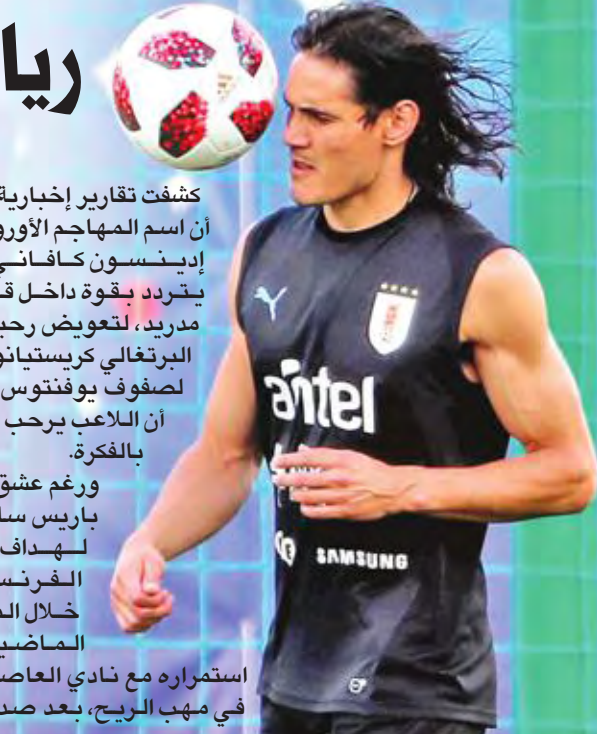 ريا
كشفت تقارير إخبارية
أن اسم المهاجم الأورو
إدينسون كافاني
يتردد بقوة داخل ق
مدريد، لتعويض رحي
البرتغالي كريستيانو
لصفوف يوفنتوس
أن اللاعب يرحب
بالفكرة.
ورغم عشق
باريس سا
لهداف
الفرنس
خلال ال
الماضي
استمراره مع نادي العاص
في مهب الريح، بعد صد
antel
SAMSUNG